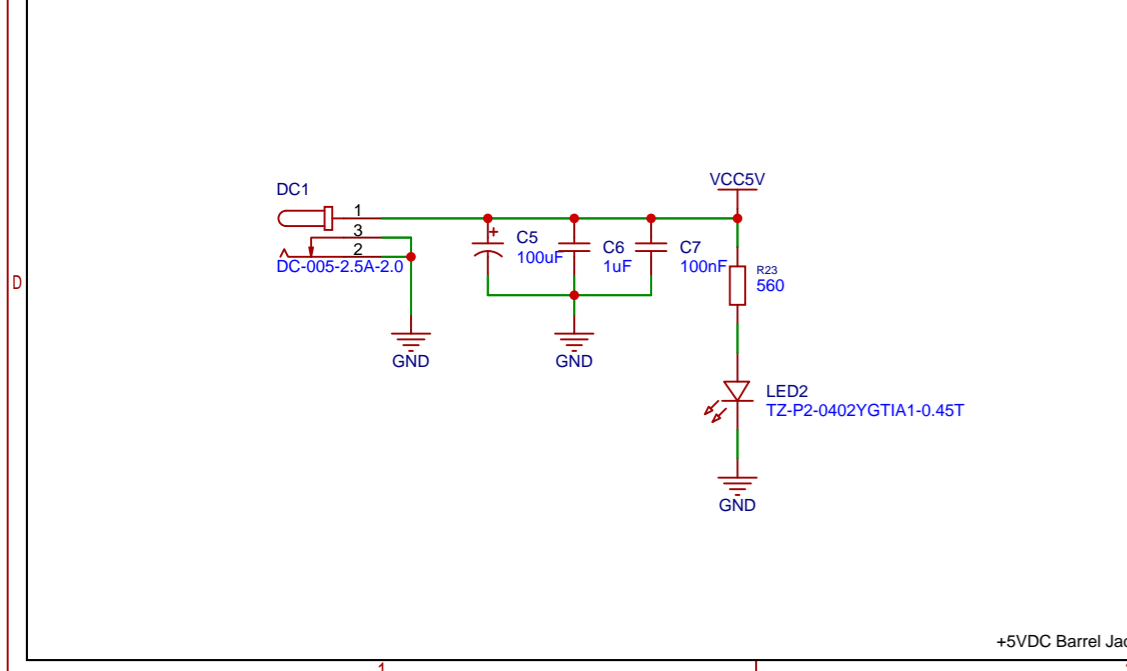 VCC5V
DC1
1
3
2
DC-005-2.5A-2.0
C5
100uF
C6
1uF
C7
100nF
R23
560
D
GND
GND
LED2
TZ-P2-0402YGTIA1-0.45T
GND
+5VDC Barrel Jac
1